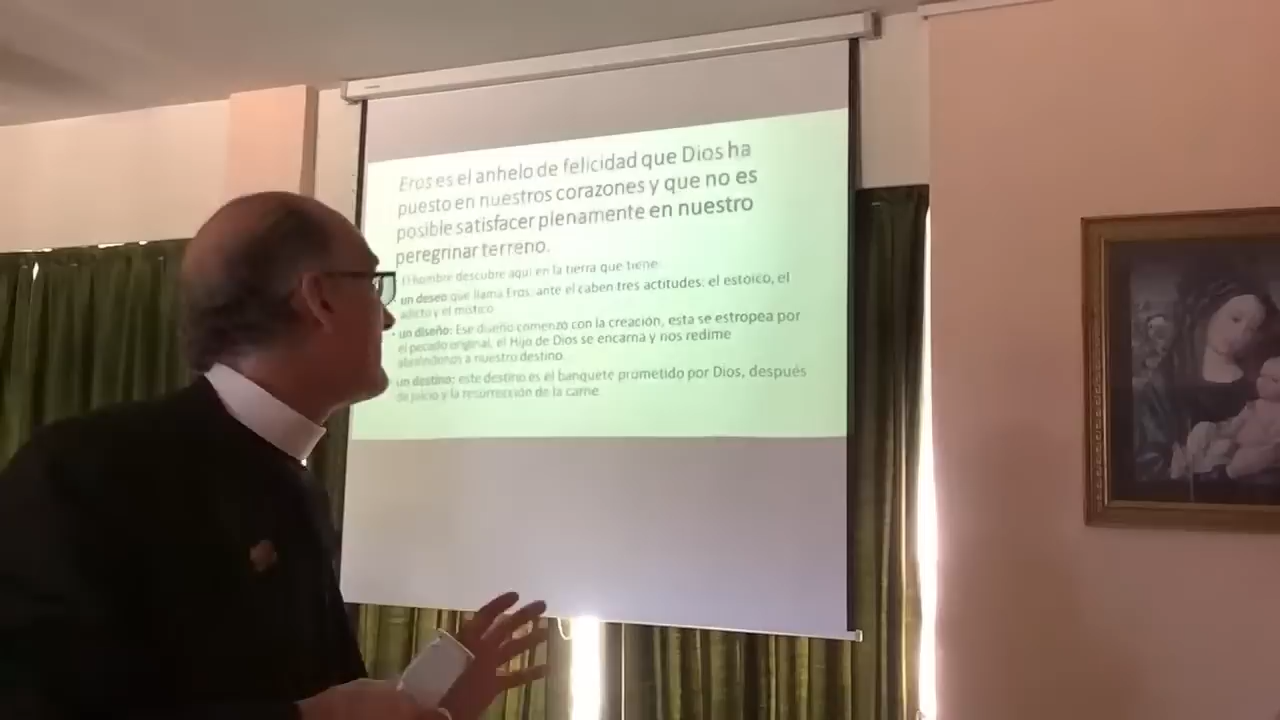 Eros es el anhelo de felicidad que Dios ha
puesto en nuestros corazones y que no es
posible satisfacer plenamente en nuestro
peregrinar terreno.
El hombre descubre aquí en la tierra que tiene:
un deseo que llama Eros: ante el caben tres actitudes: el estoico, el
adicto y el místico
un diseño: Ese diseño comenzó con la creación, esta se estropea por
el pecado original, el Hijo de Dios se encarna y nos redime
abriéndonos a nuestro destino.
un destino: este destino es el banquete prometido por Dios, después
de juicio y la resurrección de la carne.